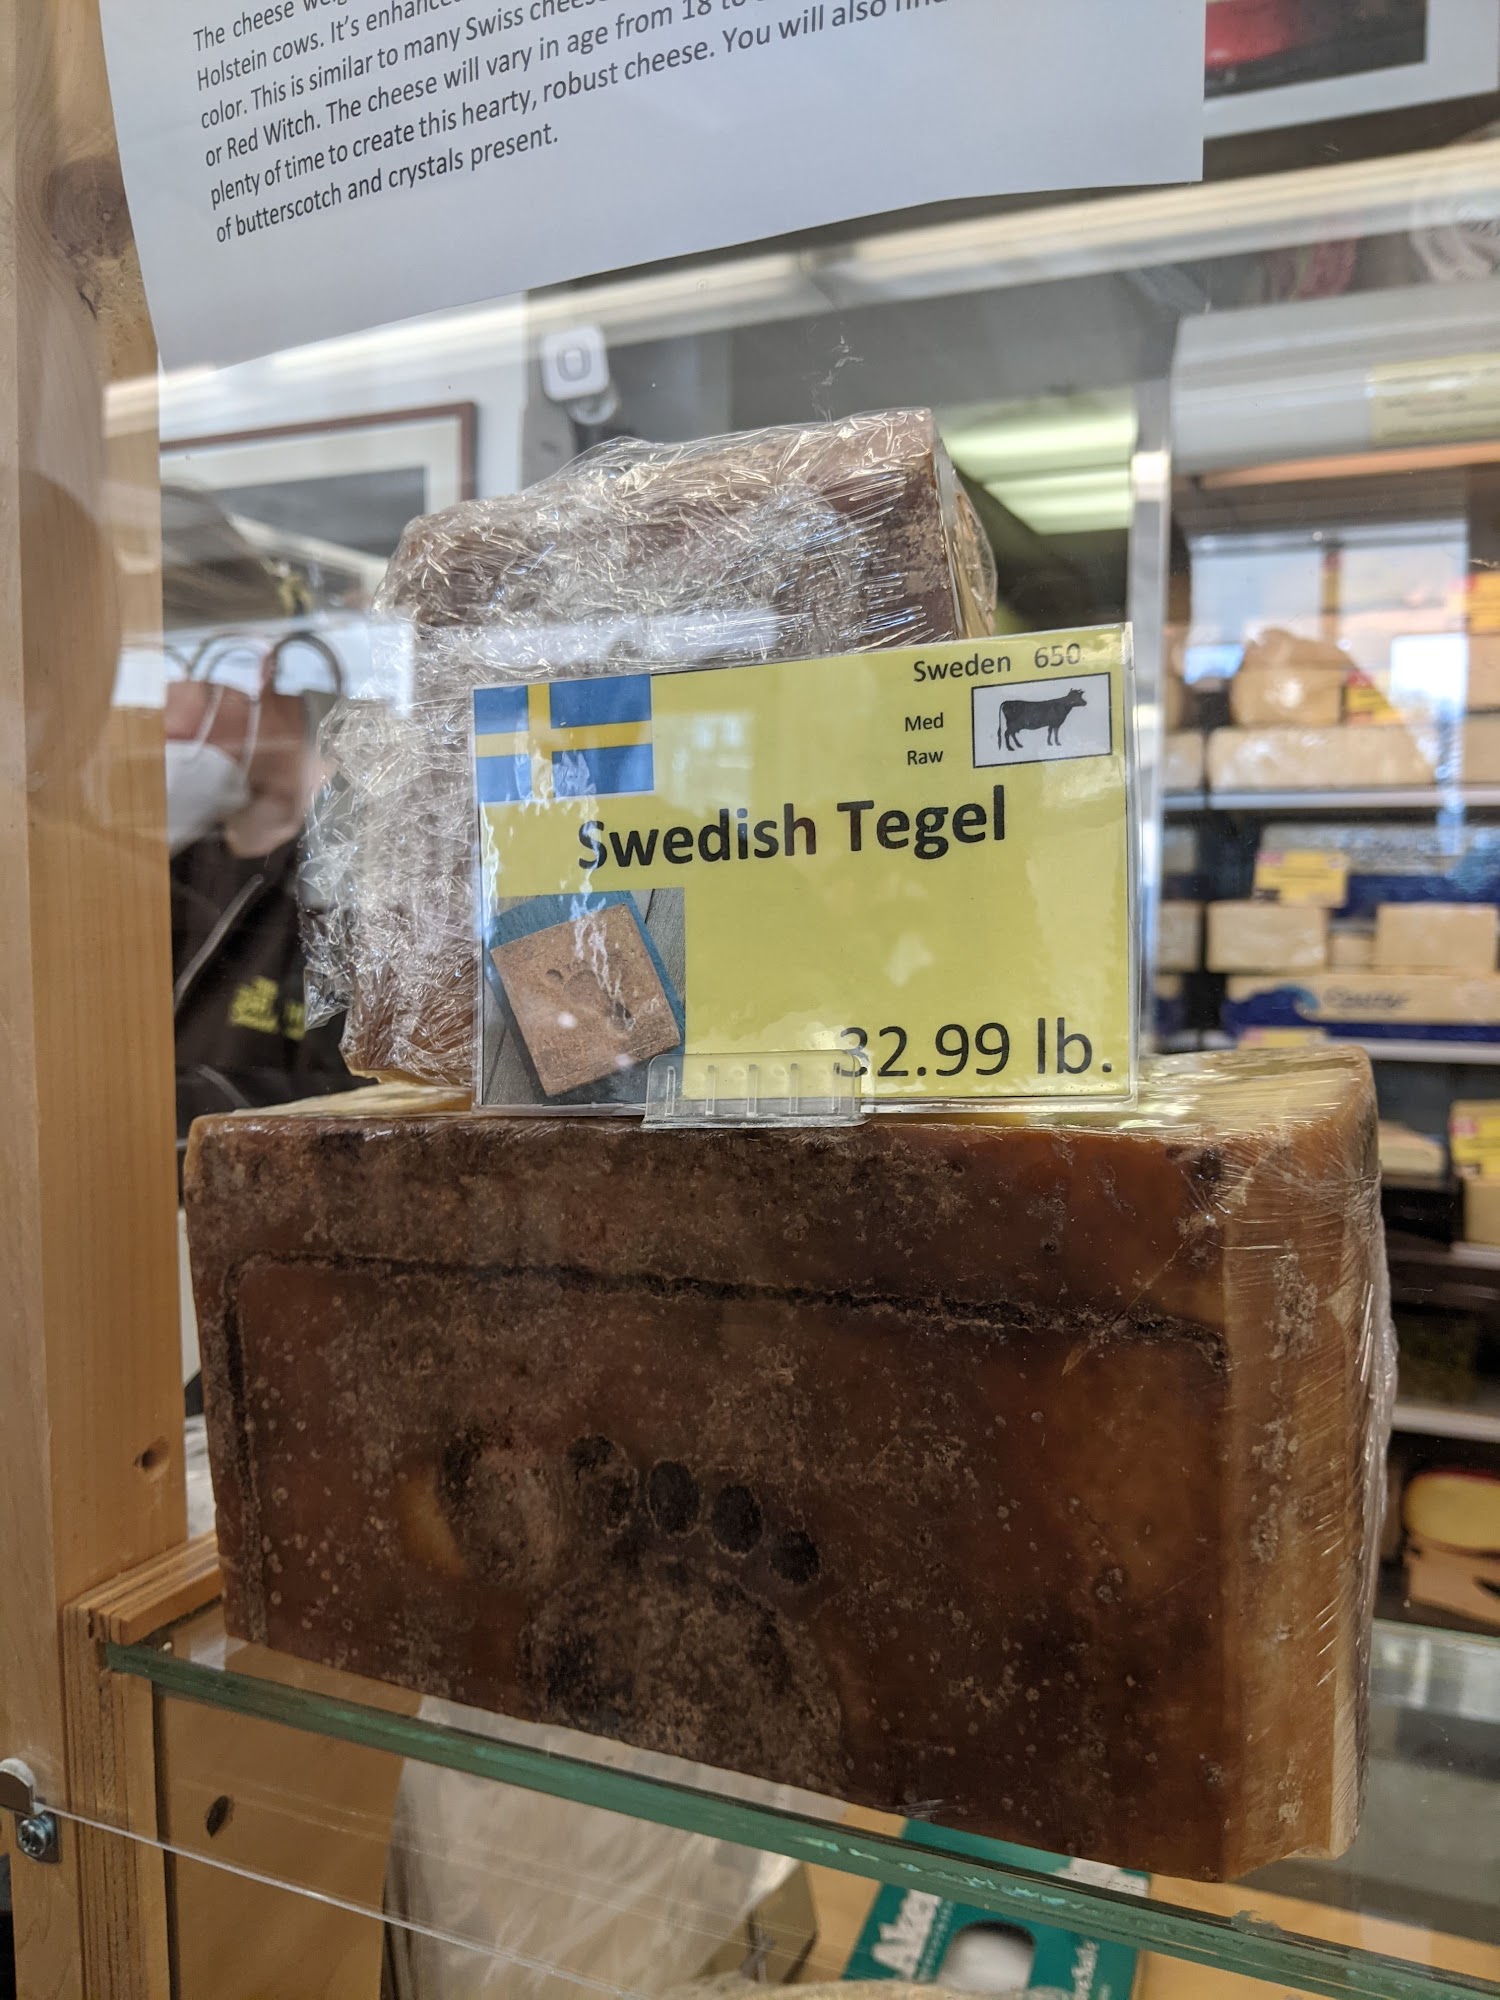 The cheese
Holstein cows. It's enhanced
color. This is similar to many Swiss
or Red Witch. The cheese will vary in age from 18 to
plenty of time to create this hearty, robust cheese. You will also
of butterscotch and crystals present.
Sweden 650
Med
Raw
Swedish Tegel
32.99 lb.